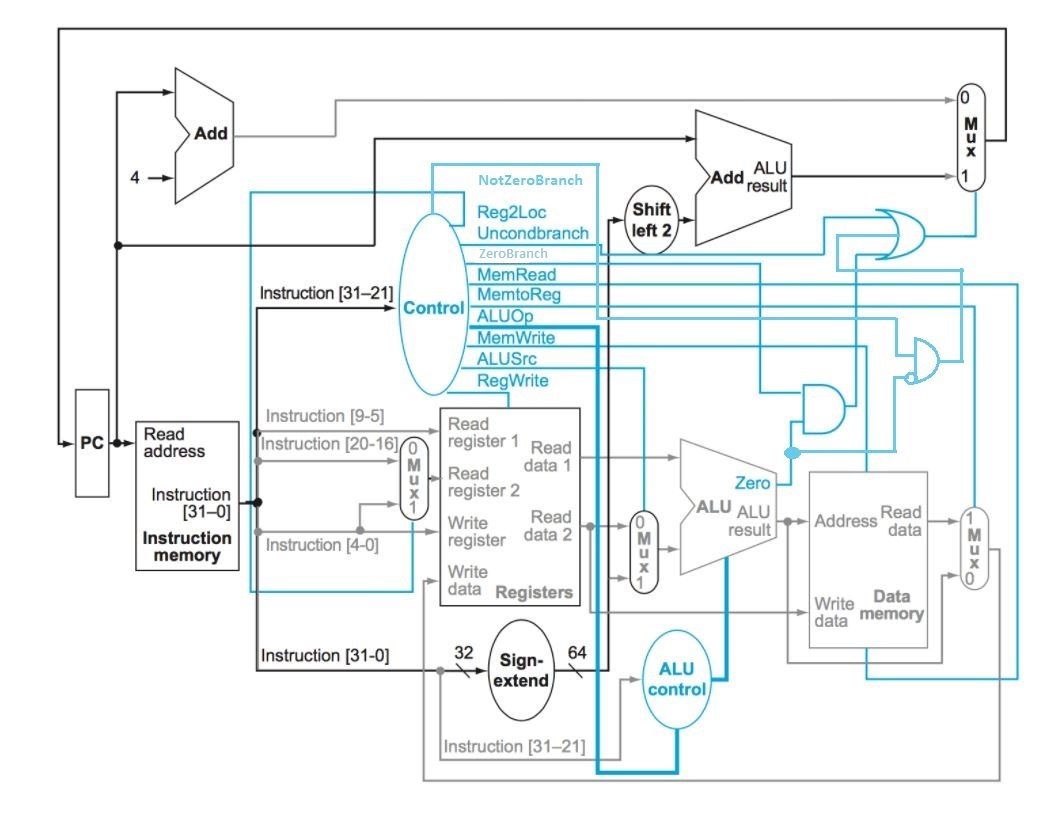 0
Mux
1
Add
4
Add
ALU
result
NotZeroBranch
Shift
left 2
Reg2Loc
Uncondbranch
ZeroBranch
MemRead
MemtoReg
ALUOp
MemWrite
ALUSrc
RegWrite
Instruction [31–21]
Control
PC
Read
address
Instruction
[31–0]
Instruction
memory
Instruction [9-5]
Instruction [20-16]
Instruction [4-0]
0
Mux
1
Read
register 1
Read
register 2
Write
register
Write
data
Read
data 1
Read
data 2
Registers
0
Mux
1
Zero
ALU
ALU
result
Address
Read
data
Write
data
Data
memory
1
Mux
0
Instruction [31-0]
32
Sign-
extend
64
ALU
control
Instruction [31–21]